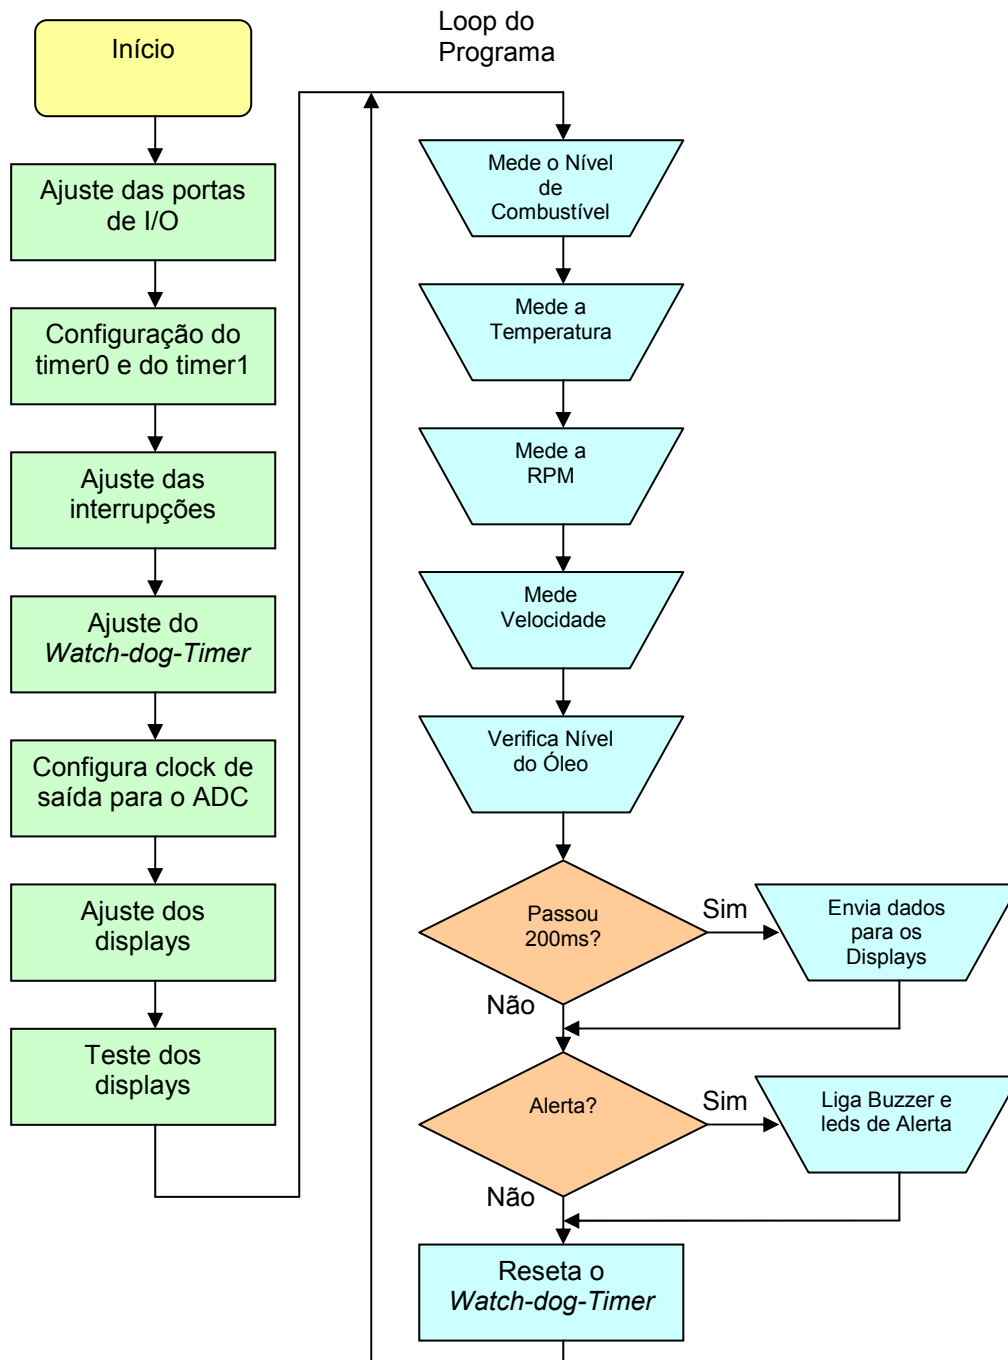 Início
Ajuste das portas
de I/O
Configuração do
timer0 e do timer1
Ajuste das
interrupções
Ajuste do
Watch-dog-Timer
Configura clock de
saída para o ADC
Ajuste dos
displays
Teste dos
displays
Loop do
Programa
Mede o Nível
de
Combustível
Mede a
Temperatura
Mede a
RPM
Mede
Velocidade
Verifica Nível
do Óleo
Passou
200ms?
Sim
Envia dados
para os
Displays
Não
Alerta?
Sim
Liga Buzzer e
leds de Alerta
Não
Reseta o
Watch-dog-Timer